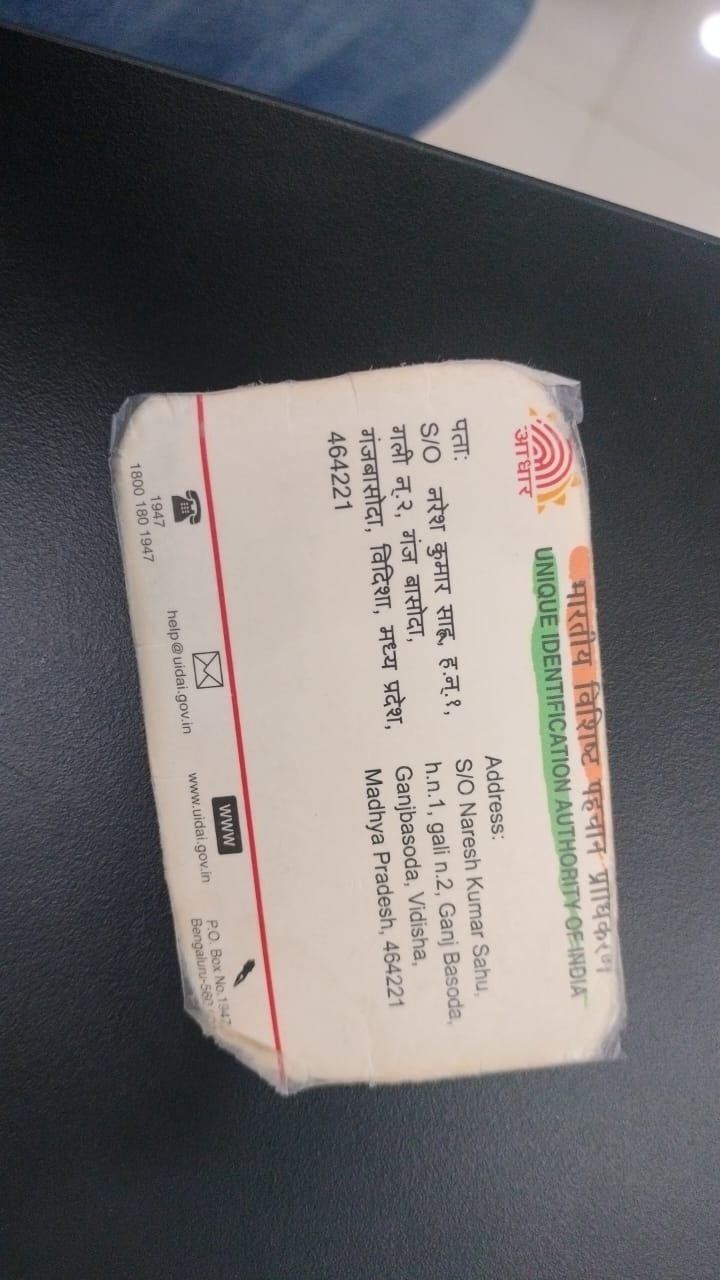 भारतीय विशिष्ट पहचान प्राधिकरण
UNIQUE IDENTIFICATION AUTHORITY OF INDIA
आधार
पताः
S/O नरेश कुमार साहू, ह.न्.१,
गली न्.२, गंज बासोदा,
गंजबासोदा, विदिशा, मध्य प्रदेश,
464221
Address:
S/O Naresh Kumar Sahu,
h.n.1, gali n.2, Ganj Basoda,
Ganjbasoda, Vidisha,
Madhya Pradesh, 464221
1947
1800 180 1947
help@uidai.gov.in
www
www.uidai.gov.in
P.O. Box No.1947,
Bengaluru-560